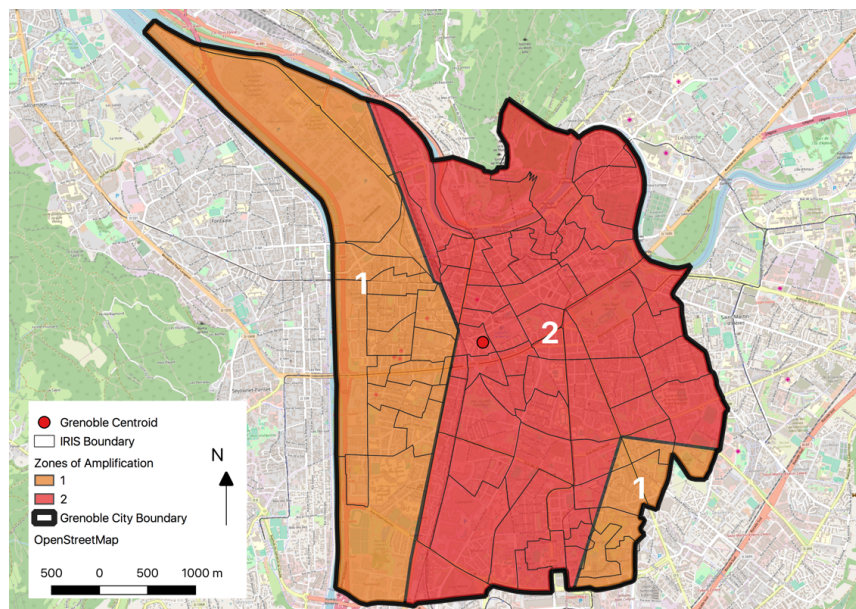 1
2
1
Grenoble Centroid
IRIS Boundary
Zones of Amplification
1
2
Grenoble City Boundary
OpenStreetMap
N
500 0 500 1000 m